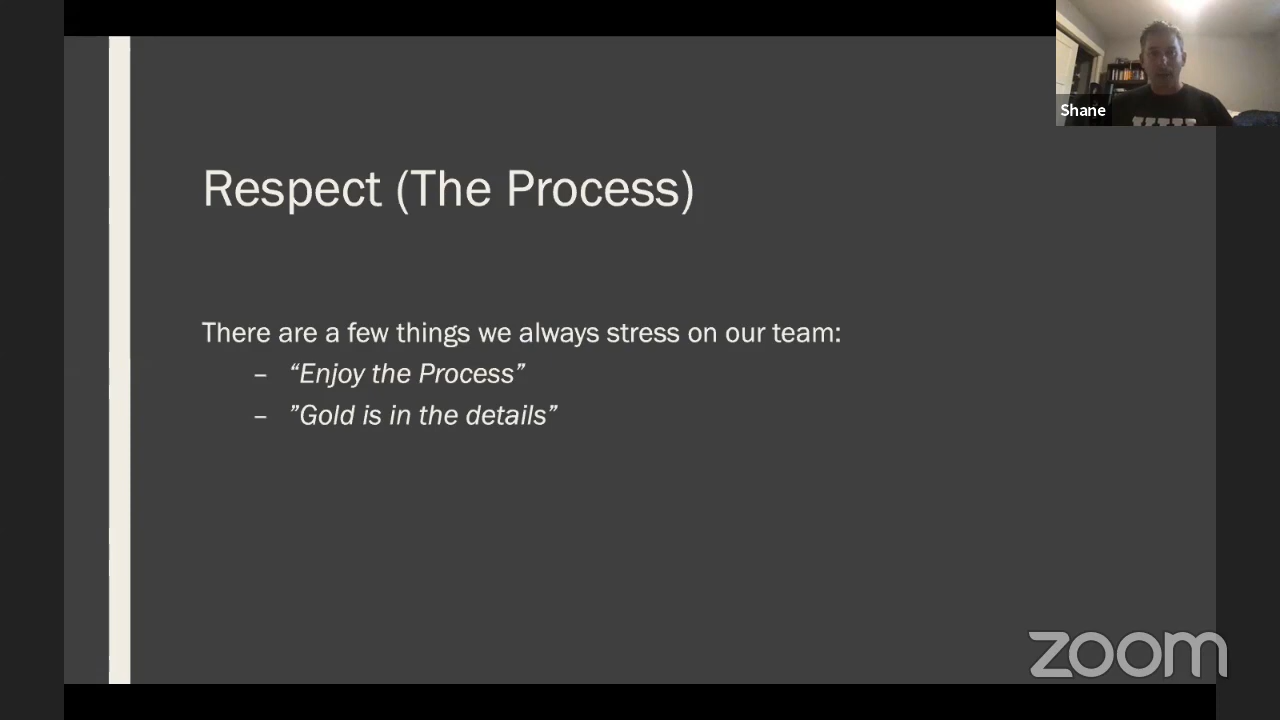 Shane
Respect (The Process)
There are a few things we always stress on our team:
– “Enjoy the Process”
– ”Gold is in the details”
zoom